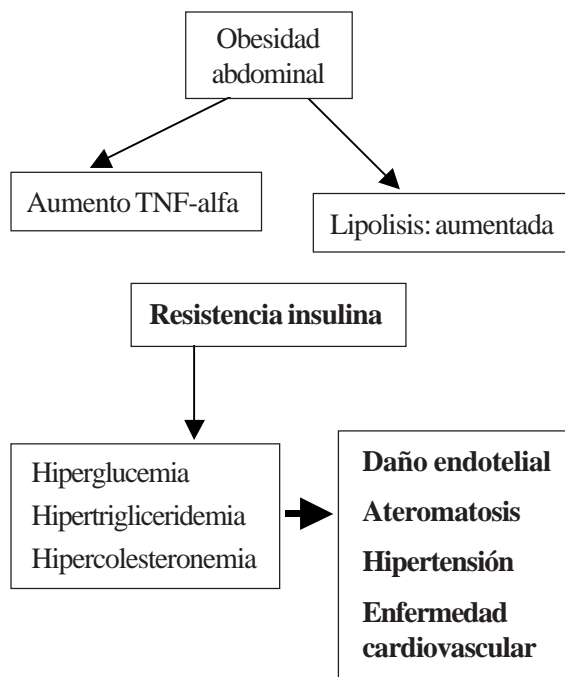 Obesidad
abdominal
Aumento TNF-alfa
Lipolisis: aumentada
Resistencia insulina
Hiperglucemia
Hipertrigliceridemia
Hipercolesteronemia
Daño endotelial
Ateromatosis
Hipertensión
Enfermedad
cardiovascular